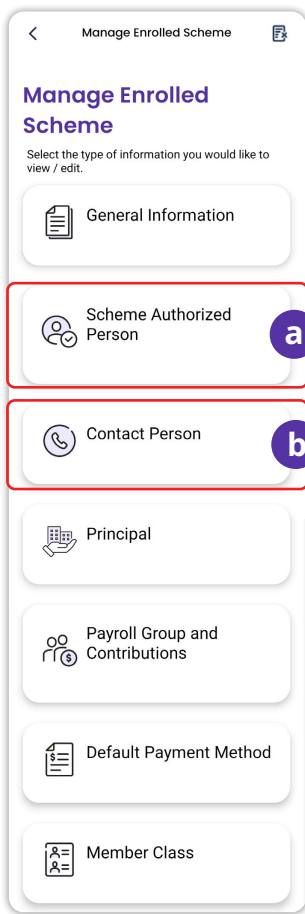 Manage Enrolled Scheme
Manage Enrolled
Scheme
Select the type of information you would like to
view / edit.
General Information
Scheme Authorized
Person
a
Contact Person
b
Principal
Payroll Group and
Contributions
Default Payment Method
Member Class